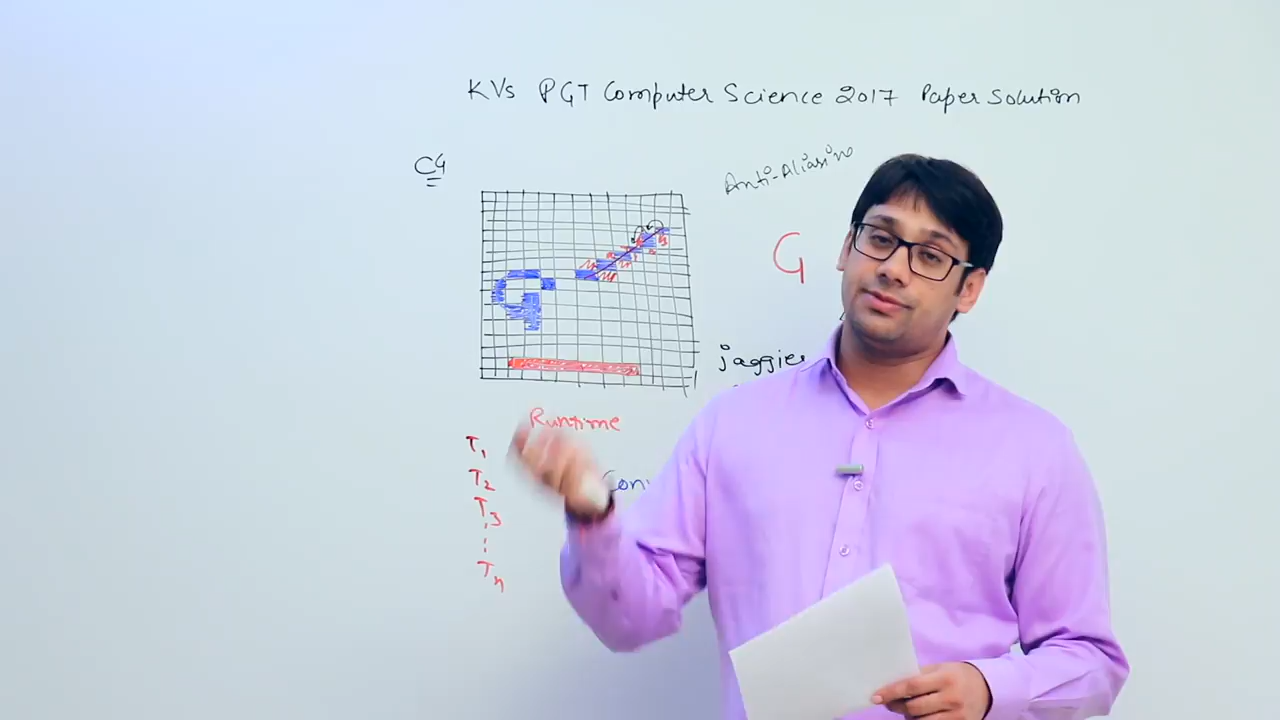 KVs PGT Computer Science 2017 Paper Solution
C4
Anti-Aliasing
G
G
jaggies
Runtime
T1
T2
T3
Tn